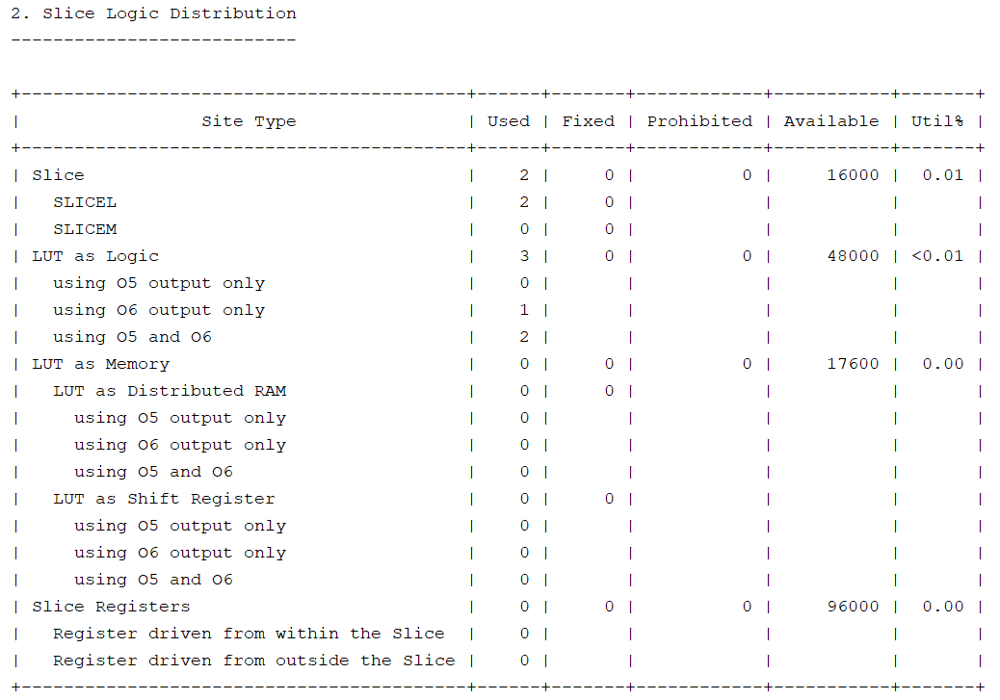 2. Slice Logic Distribution
---------------------------
+------------------------------------------+------+-------+------------+-----------+-------+
|                 Site Type                | Used | Fixed | Prohibited | Available | Util% |
+------------------------------------------+------+-------+------------+-----------+-------+
| Slice                                    |    2 |     0 |          0 |     16000 |  0.01 |
|   SLICEL                                 |    2 |     0 |            |           |       |
|   SLICEM                                 |    0 |     0 |            |           |       |
| LUT as Logic                             |    3 |     0 |          0 |     48000 | <0.01 |
|   using O5 output only                   |    0 |       |            |           |       |
|   using O6 output only                   |    1 |       |            |           |       |
|   using O5 and O6                        |    2 |       |            |           |       |
| LUT as Memory                            |    0 |     0 |          0 |     17600 |  0.00 |
|   LUT as Distributed RAM                 |    0 |     0 |            |           |       |
|     using O5 output only                 |    0 |       |            |           |       |
|     using O6 output only                 |    0 |       |            |           |       |
|     using O5 and O6                      |    0 |       |            |           |       |
|   LUT as Shift Register                  |    0 |     0 |            |           |       |
|     using O5 output only                 |    0 |       |            |           |       |
|     using O6 output only                 |    0 |       |            |           |       |
|     using O5 and O6                      |    0 |       |            |           |       |
| Slice Registers                          |    0 |     0 |          0 |     96000 |  0.00 |
|   Register driven from within the Slice  |    0 |       |            |           |       |
|   Register driven from outside the Slice |    0 |       |            |           |       |
+------------------------------------------+------+-------+------------+-----------+-------+